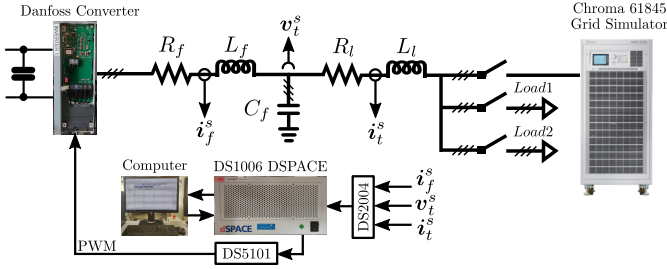 Danfoss Converter
Chroma 61845
Grid Simulator
v_t^s
R_f
L_f
R_l
L_l
C_f
i_f^s
i_t^s
Load1
Load2
Computer
DS1006 DSPACE
dSPACE
DS2004
i_f^s
v_t^s
i_t^s
DS5101
PWM